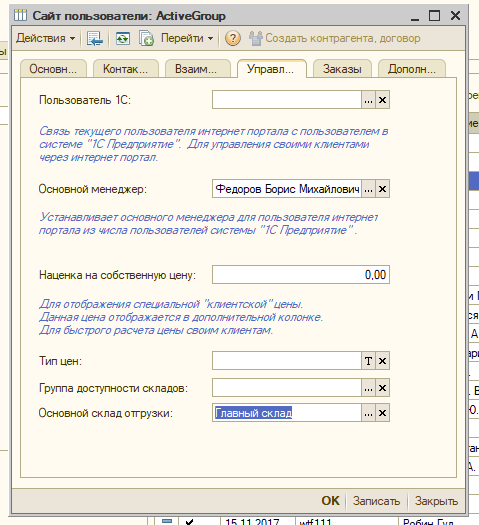 Сайт пользователи: ActiveGroup
Действия Перейти ? Создать контрагента, договор
Основн... Контак... Взаим... Управл... Заказы Дополн...
Пользователь 1С: ...
Связь текущего пользователя интернет портала с пользователем в
системе "1С Предприятие". Для управления своими клиентами
через интернет портал.
Основной менеджер: Федоров Борис Михайлович ...
Устанавливает основного менеджера для пользователя интернет
портала из числа пользователей системы "1С Предприятие" .
Наценка на собственную цену: 0,00
Для отображения специальной "клиентской" цены.
Данная цена отображается в дополнительной колонке.
Для быстрого расчета цены своим клиентам.
Тип цен: T
Группа доступности складов: ...
Основной склад отгрузки: Главный склад ...
OK Записать Закрыть
15.11.2017 wtf111 Робин Гуд